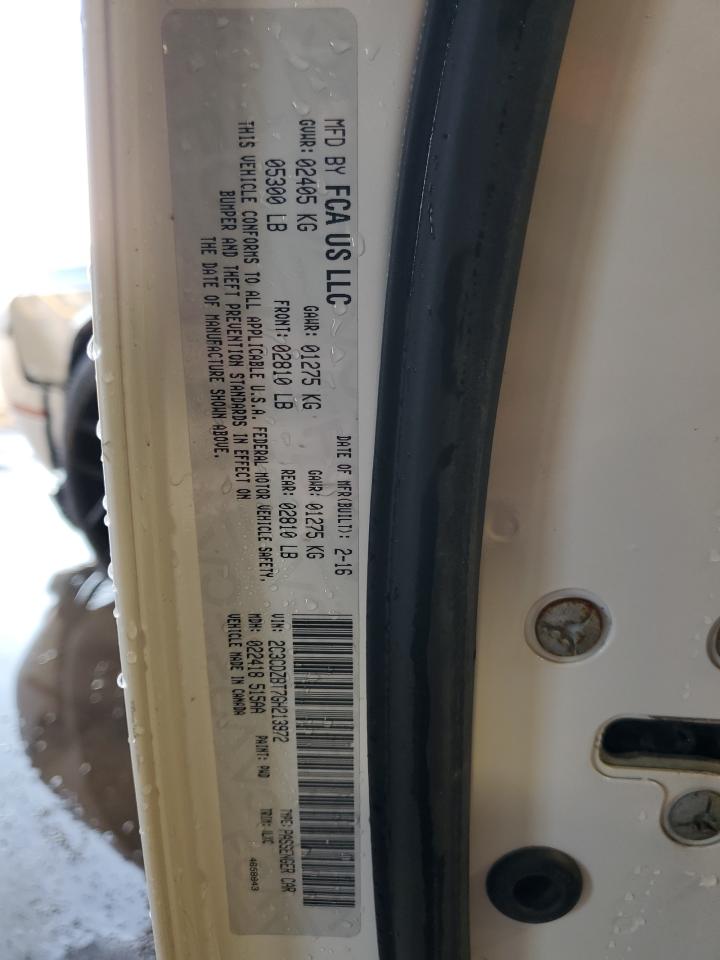 MFD BY FCA US LLC
DATE OF MFR(BUILT): 2-16
GVWR: 02405 KG GAWR: 01275 KG GAWR: 01275 KG
05300 LB FRONT: 02810 LB REAR: 02810 LB
THIS VEHICLE CONFORMS TO ALL APPLICABLE U.S.A. FEDERAL MOTOR VEHICLE SAFETY,
BUMPER AND THEFT PREVENTION STANDARDS IN EFFECT ON
THE DATE OF MANUFACTURE SHOWN ABOVE.
VIN: 2C3CDZBT7GH213972 TYPE: PASSENGER CAR
MDH: 022418 515AA PAINT: PWD TRIM:
VEHICLE MADE IN CANADA 4658043